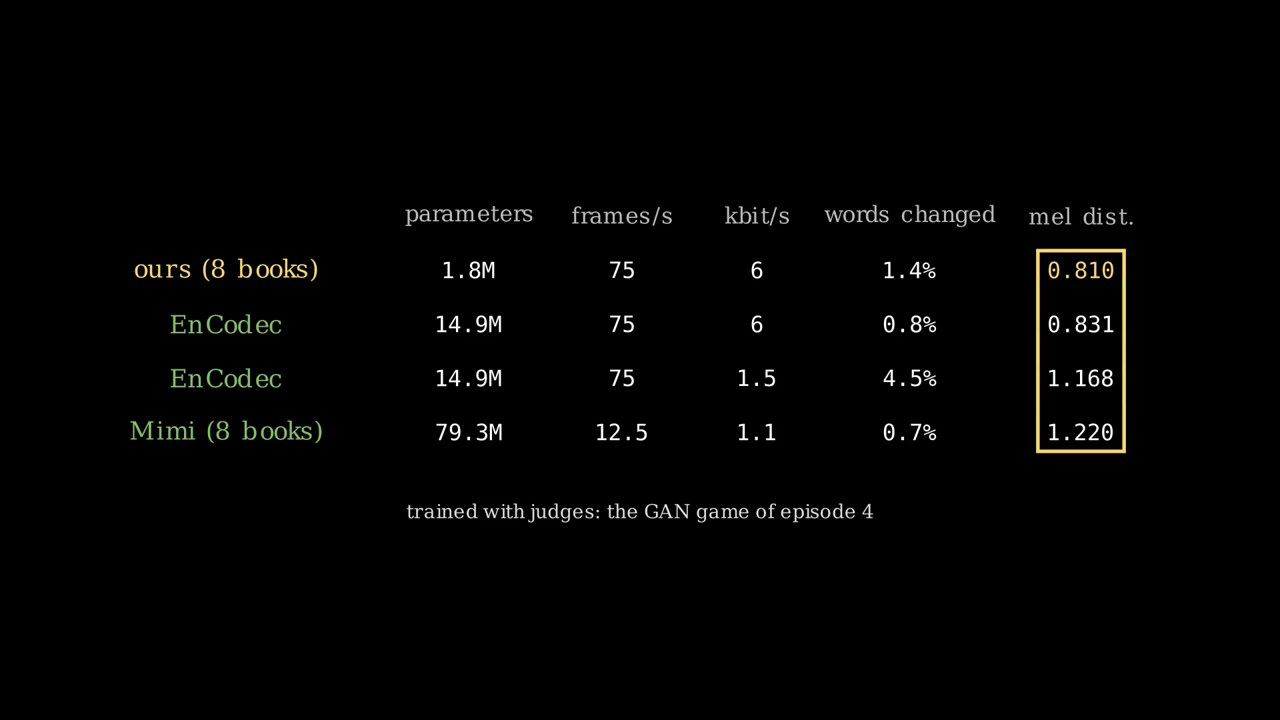 parameters frames/s kbit/s words changed mel dist.
ours (8 books) 1.8M 75 6 1.4% 0.810
EnCodec 14.9M 75 6 0.8% 0.831
EnCodec 14.9M 75 1.5 4.5% 1.168
Mimi (8 books) 79.3M 12.5 1.1 0.7% 1.220
trained with judges: the GAN game of episode 4